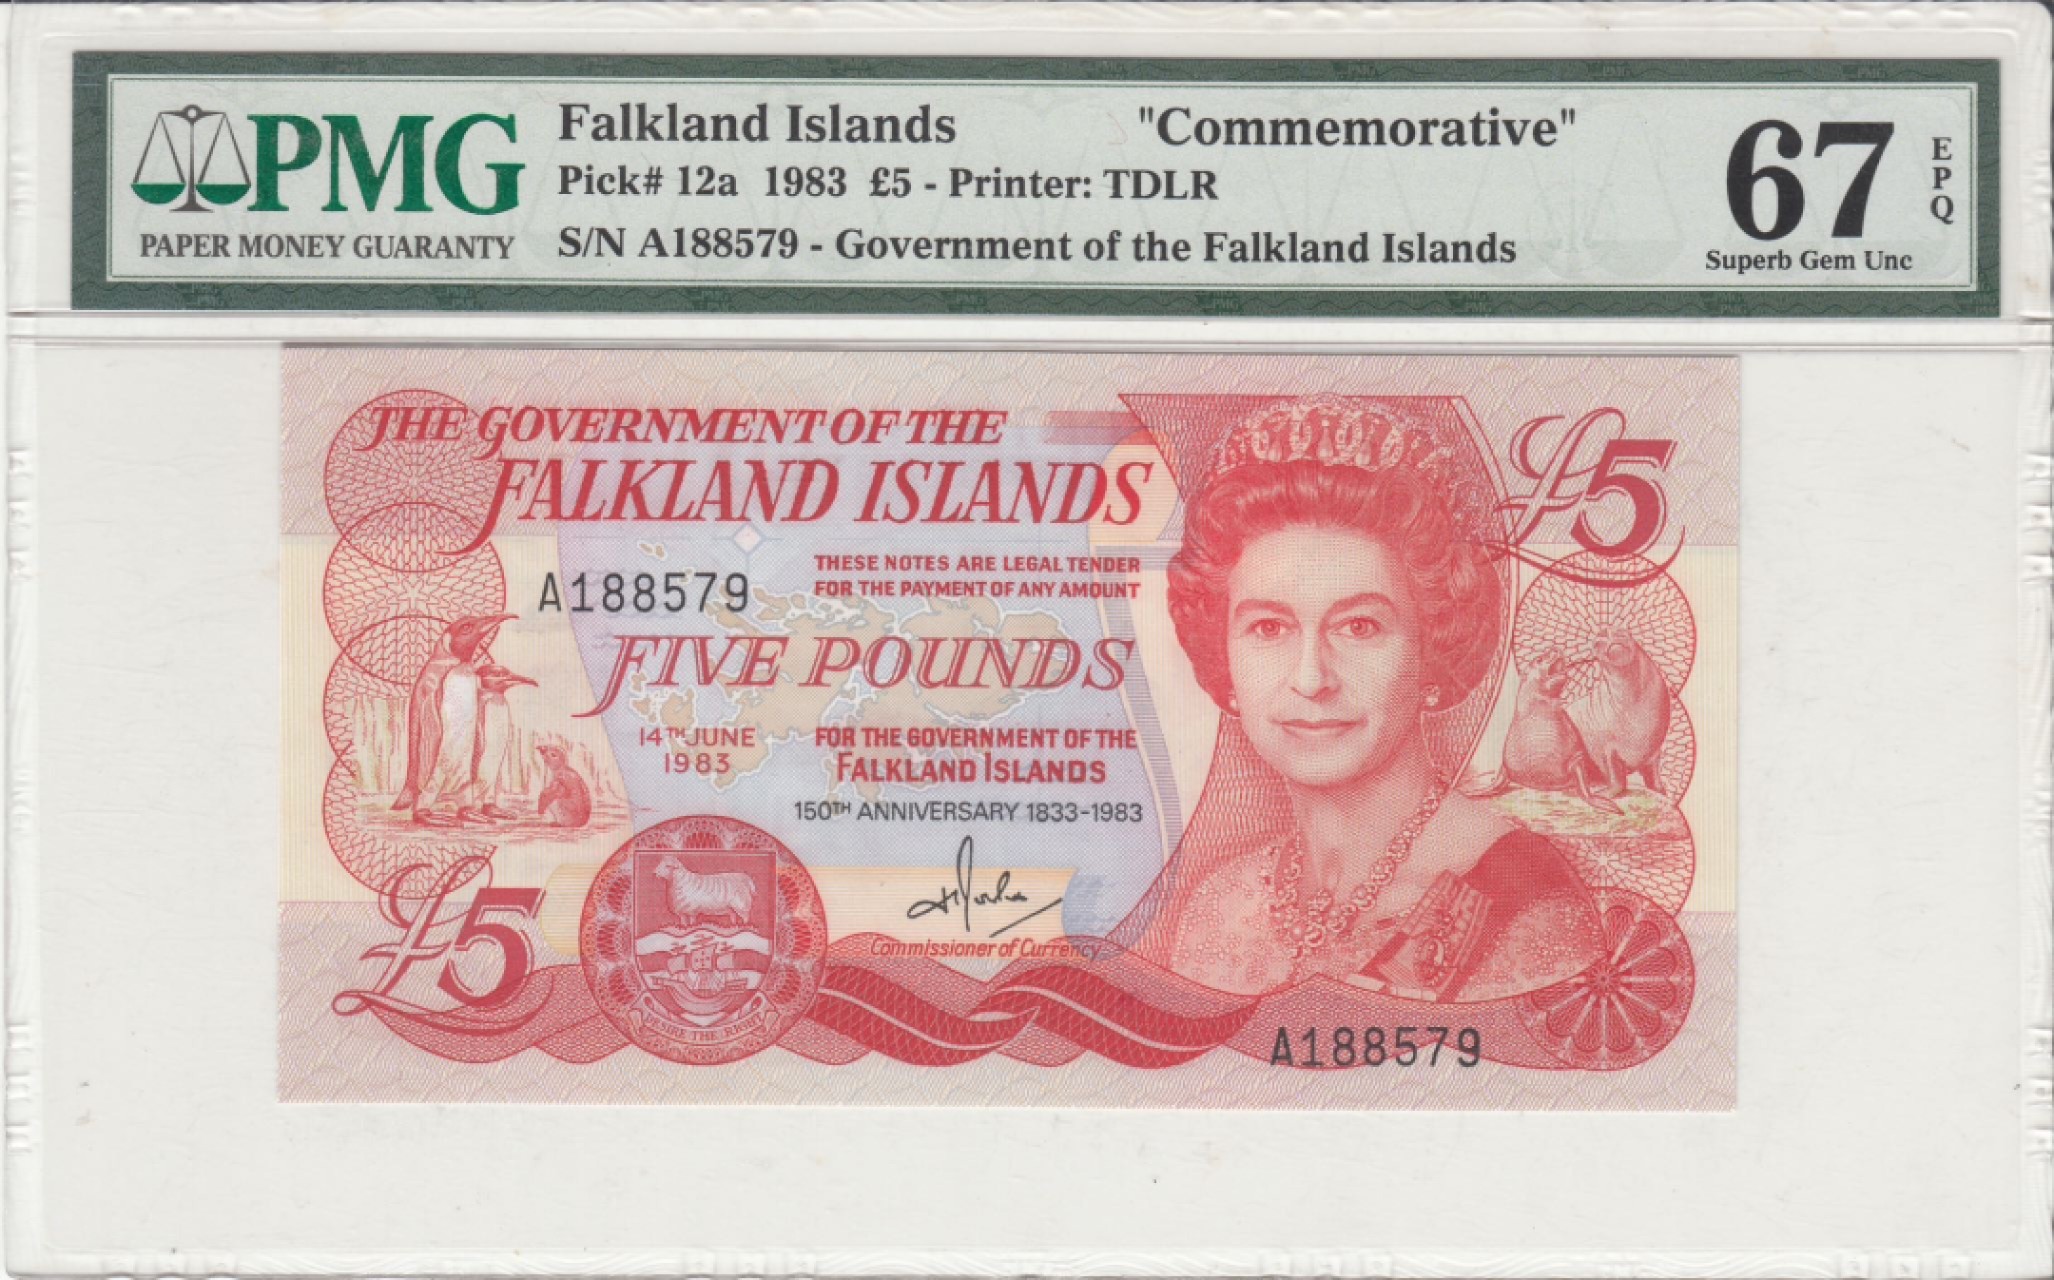 PMG
PAPER MONEY GUARANTY
Falkland Islands "Commemorative"
Pick# 12a 1983 £5 - Printer: TDLR
S/N A188579 - Government of the Falkland Islands
67
EPQ
Superb Gem Unc
THE GOVERNMENT OF THE
FALKLAND ISLANDS
£5
THESE NOTES ARE LEGAL TENDER
FOR THE PAYMENT OF ANY AMOUNT
A188579
FIVE POUNDS
14TH JUNE
1983
FOR THE GOVERNMENT OF THE
FALKLAND ISLANDS
150TH ANNIVERSARY 1833-1983
£5
Commissioner of Currency
DESIRE THE RIGHT
A188579